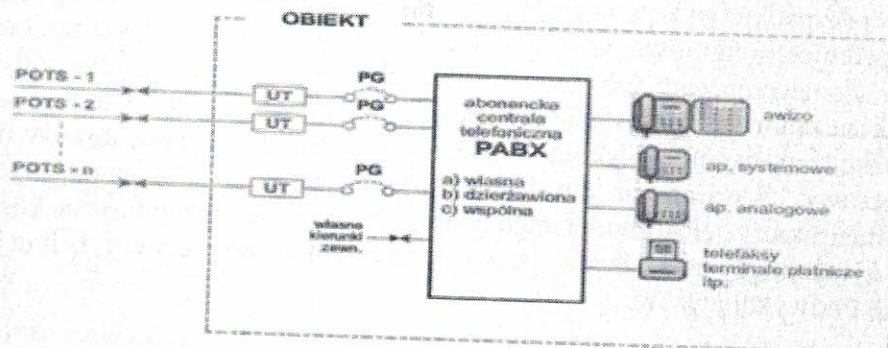 OBIEKT
POTS - 1
UT
PG
POTS - 2
UT
PG
POTS - n
UT
PG
abonencka
centrala
telefoniczna
PABX
a) własna
b) dzierżawiona
c) wspólna
własne
kierunki
zewn.
awizo
ap. systemowe
ap. analogowe
telefaksy
terminale płatnicze
itp.